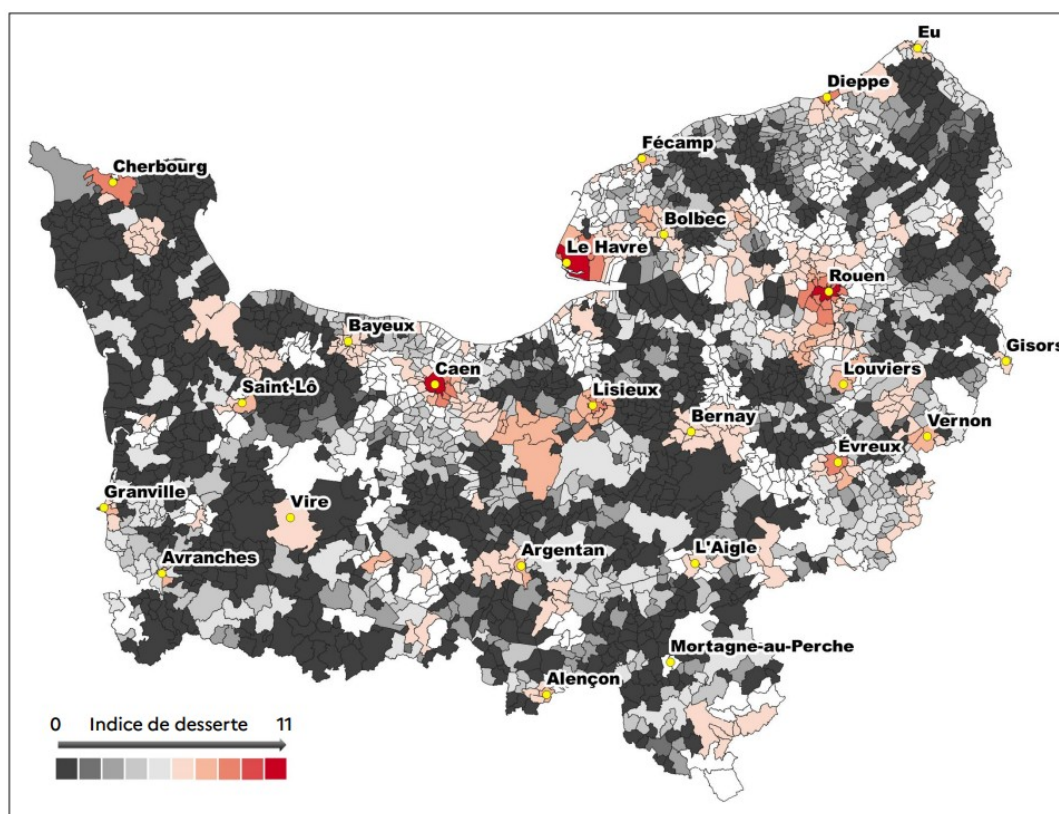 Eu
Dieppe
Fécamp
Cherbourg
Bolbec
Le Havre
Rouen
Bayeux
Gisors
Caen
Louviers
Saint-Lô
Lisieux
Bernay
Vernon
Évreux
Granville
Vire
Argentan
L'Aigle
Avranches
Mortagne-au-Perche
Alençon
0 Indice de desserte 11